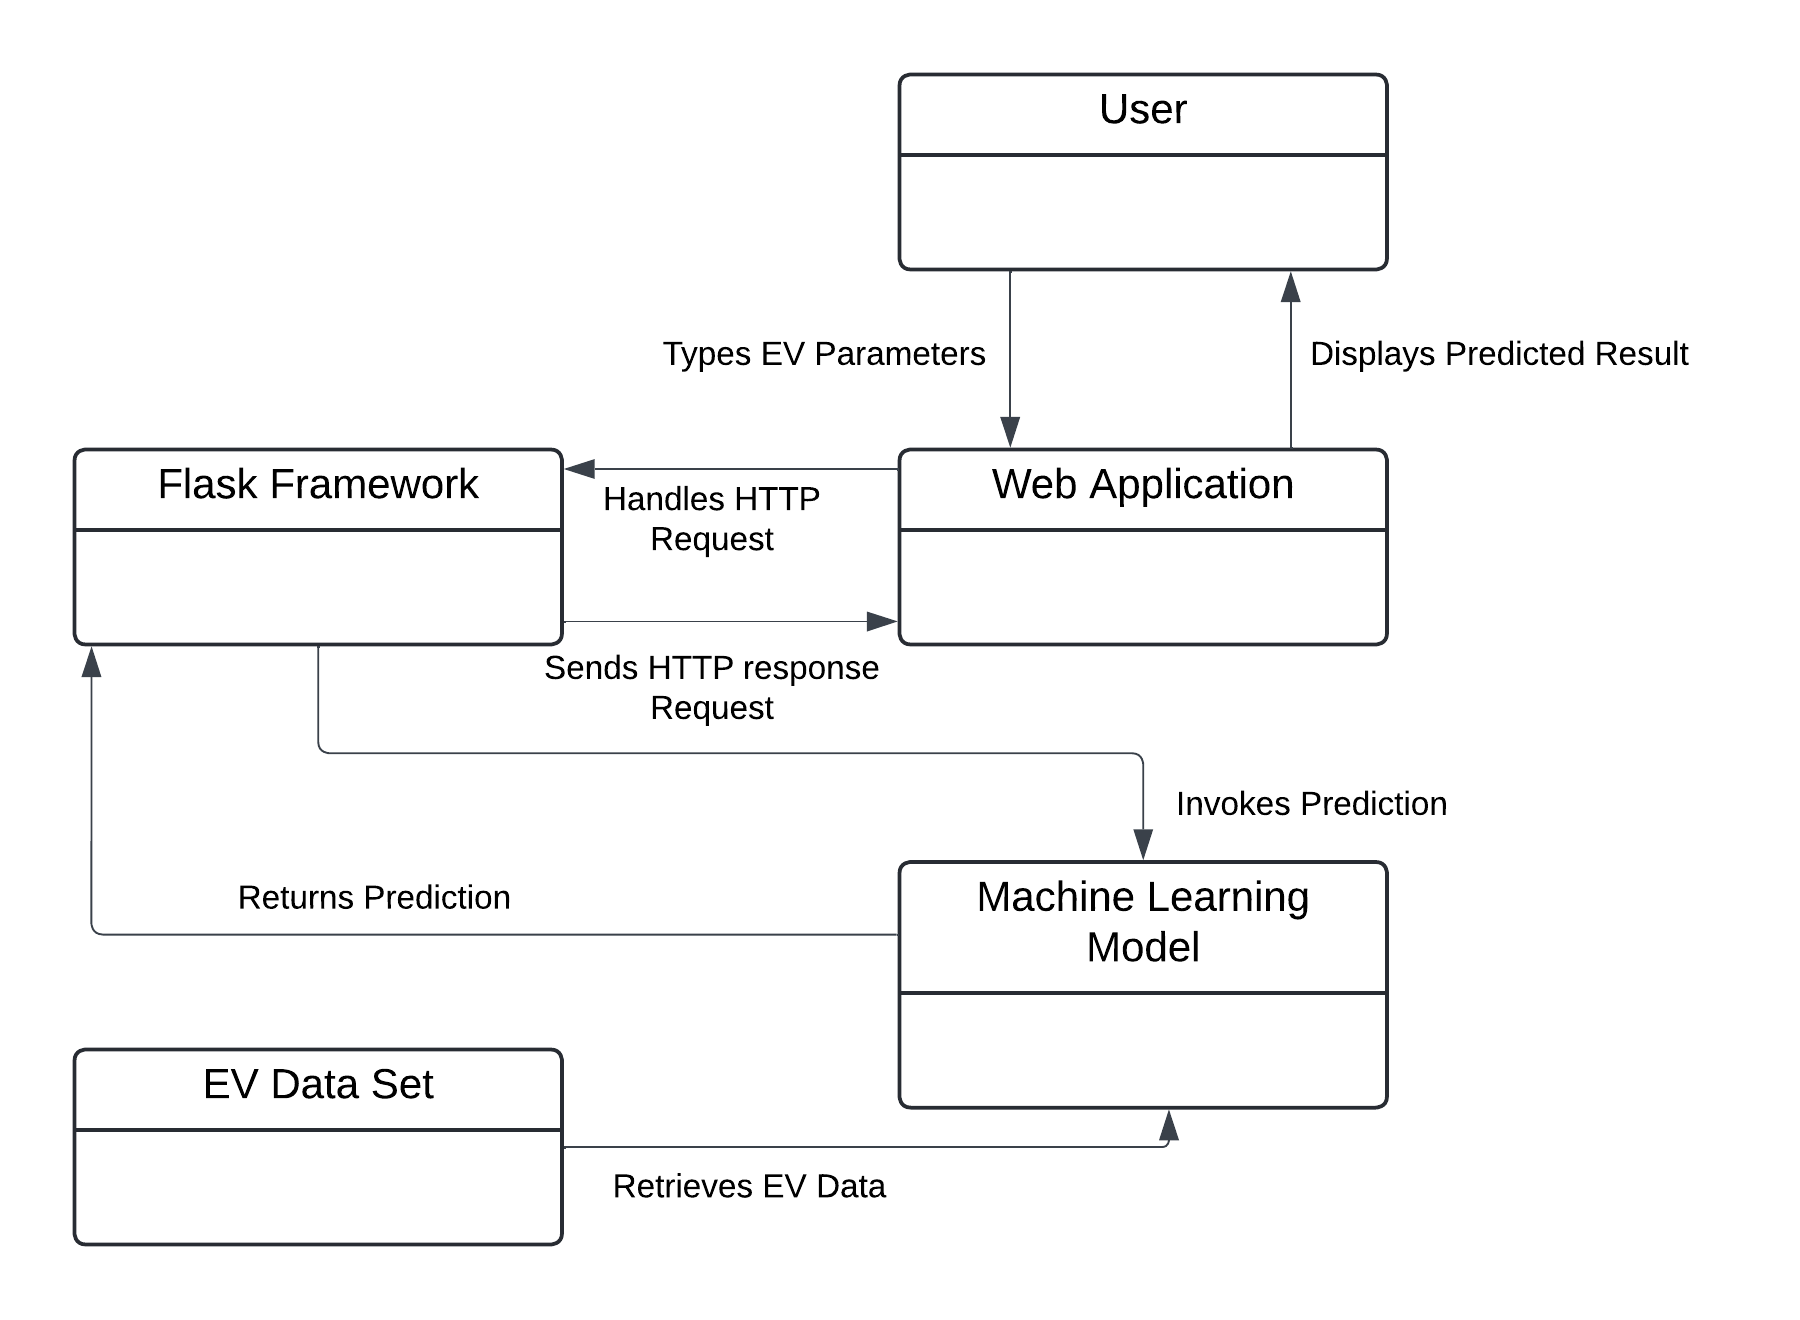 User
Types EV Parameters
Displays Predicted Result
Flask Framework
Handles HTTP
Request
Web Application
Sends HTTP response
Request
Invokes Prediction
Returns Prediction
Machine Learning
Model
EV Data Set
Retrieves EV Data